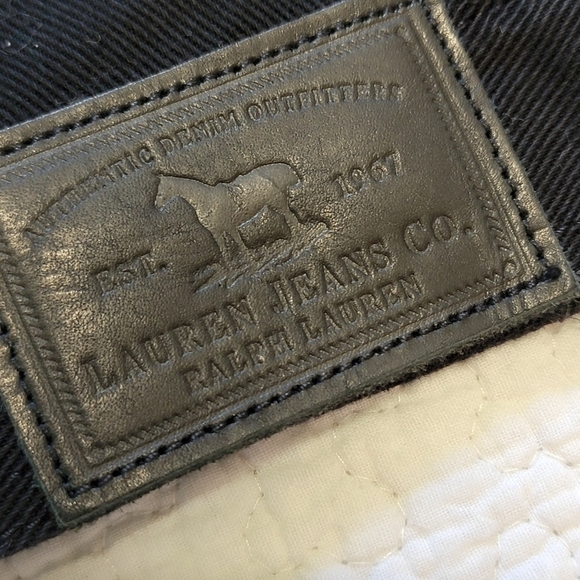 AUTHENTIC DENIM OUTFITTERS
EST. 1967
LAUREN JEANS CO.
RALPH LAUREN